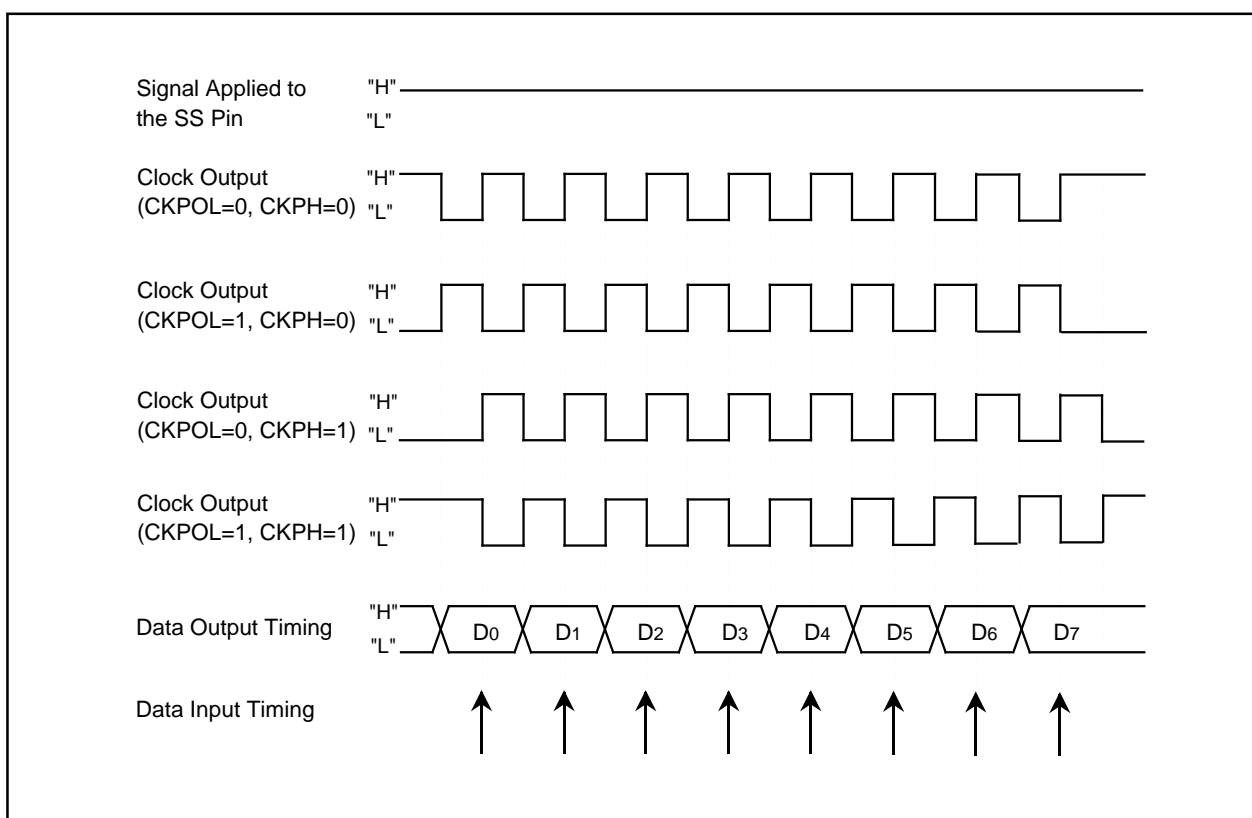 Signal Applied to "H"
the SS Pin "L"
Clock Output "H"
(CKPOL=0, CKPH=0) "L"
Clock Output "H"
(CKPOL=1, CKPH=0) "L"
Clock Output "H"
(CKPOL=0, CKPH=1) "L"
Clock Output "H"
(CKPOL=1, CKPH=1) "L"
"H"
Data Output Timing D0 D1 D2 D3 D4 D5 D6 D7
"L"
Data Input Timing